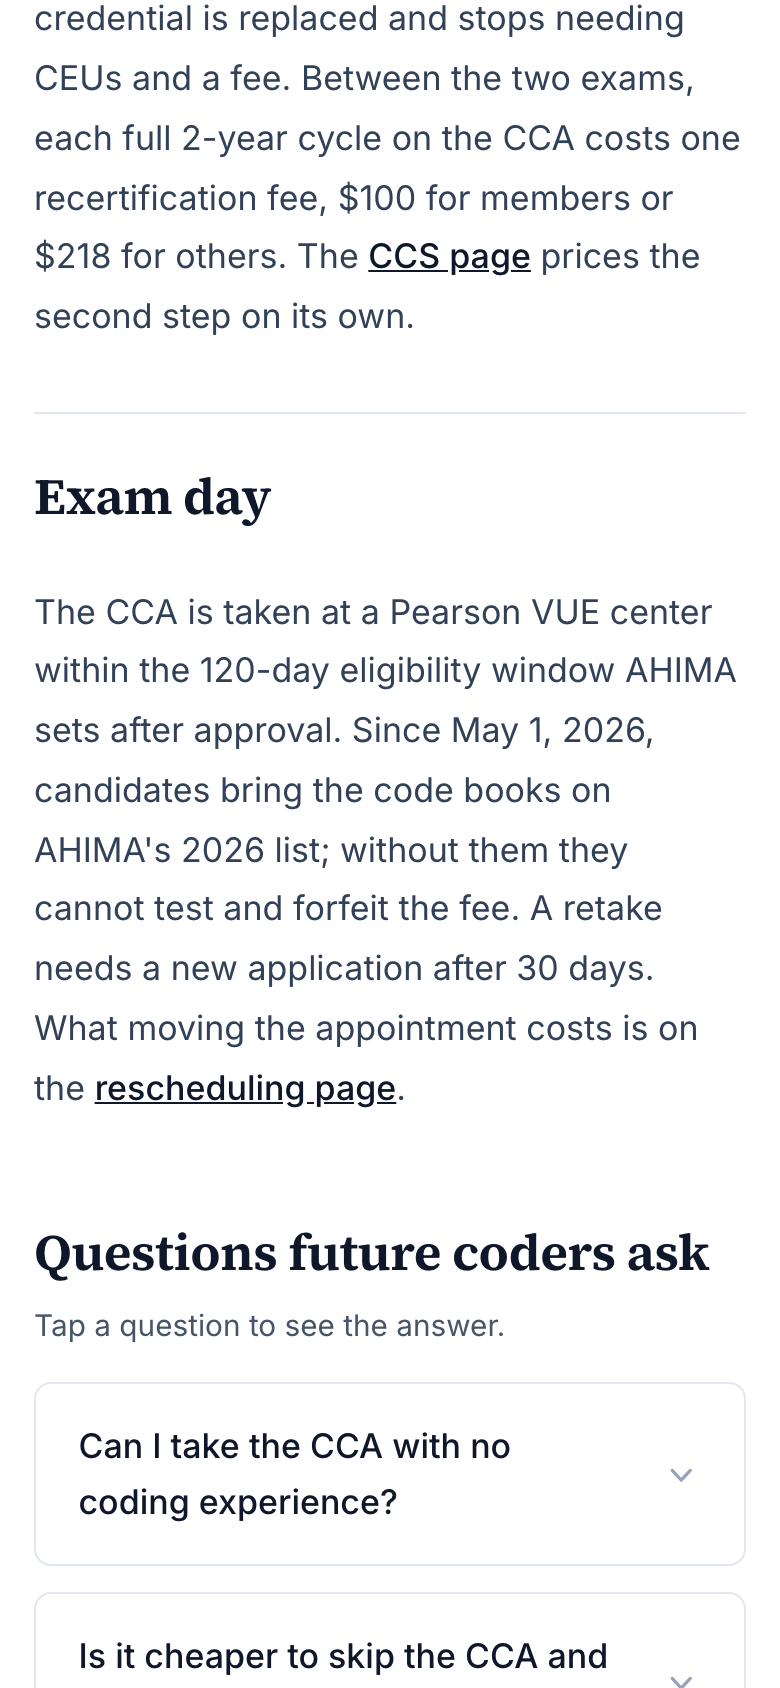 credential is replaced and stops needing
CEUs and a fee. Between the two exams,
each full 2-year cycle on the CCA costs one
recertification fee, $100 for members or
$218 for others. The CCS page prices the
second step on its own.
Exam day
The CCA is taken at a Pearson VUE center
within the 120-day eligibility window AHIMA
sets after approval. Since May 1, 2026,
candidates bring the code books on
AHIMA's 2026 list; without them they
cannot test and forfeit the fee. A retake
needs a new application after 30 days.
What moving the appointment costs is on
the rescheduling page.
Questions future coders ask
Tap a question to see the answer.
Can I take the CCA with no
coding experience?
Is it cheaper to skip the CCA and